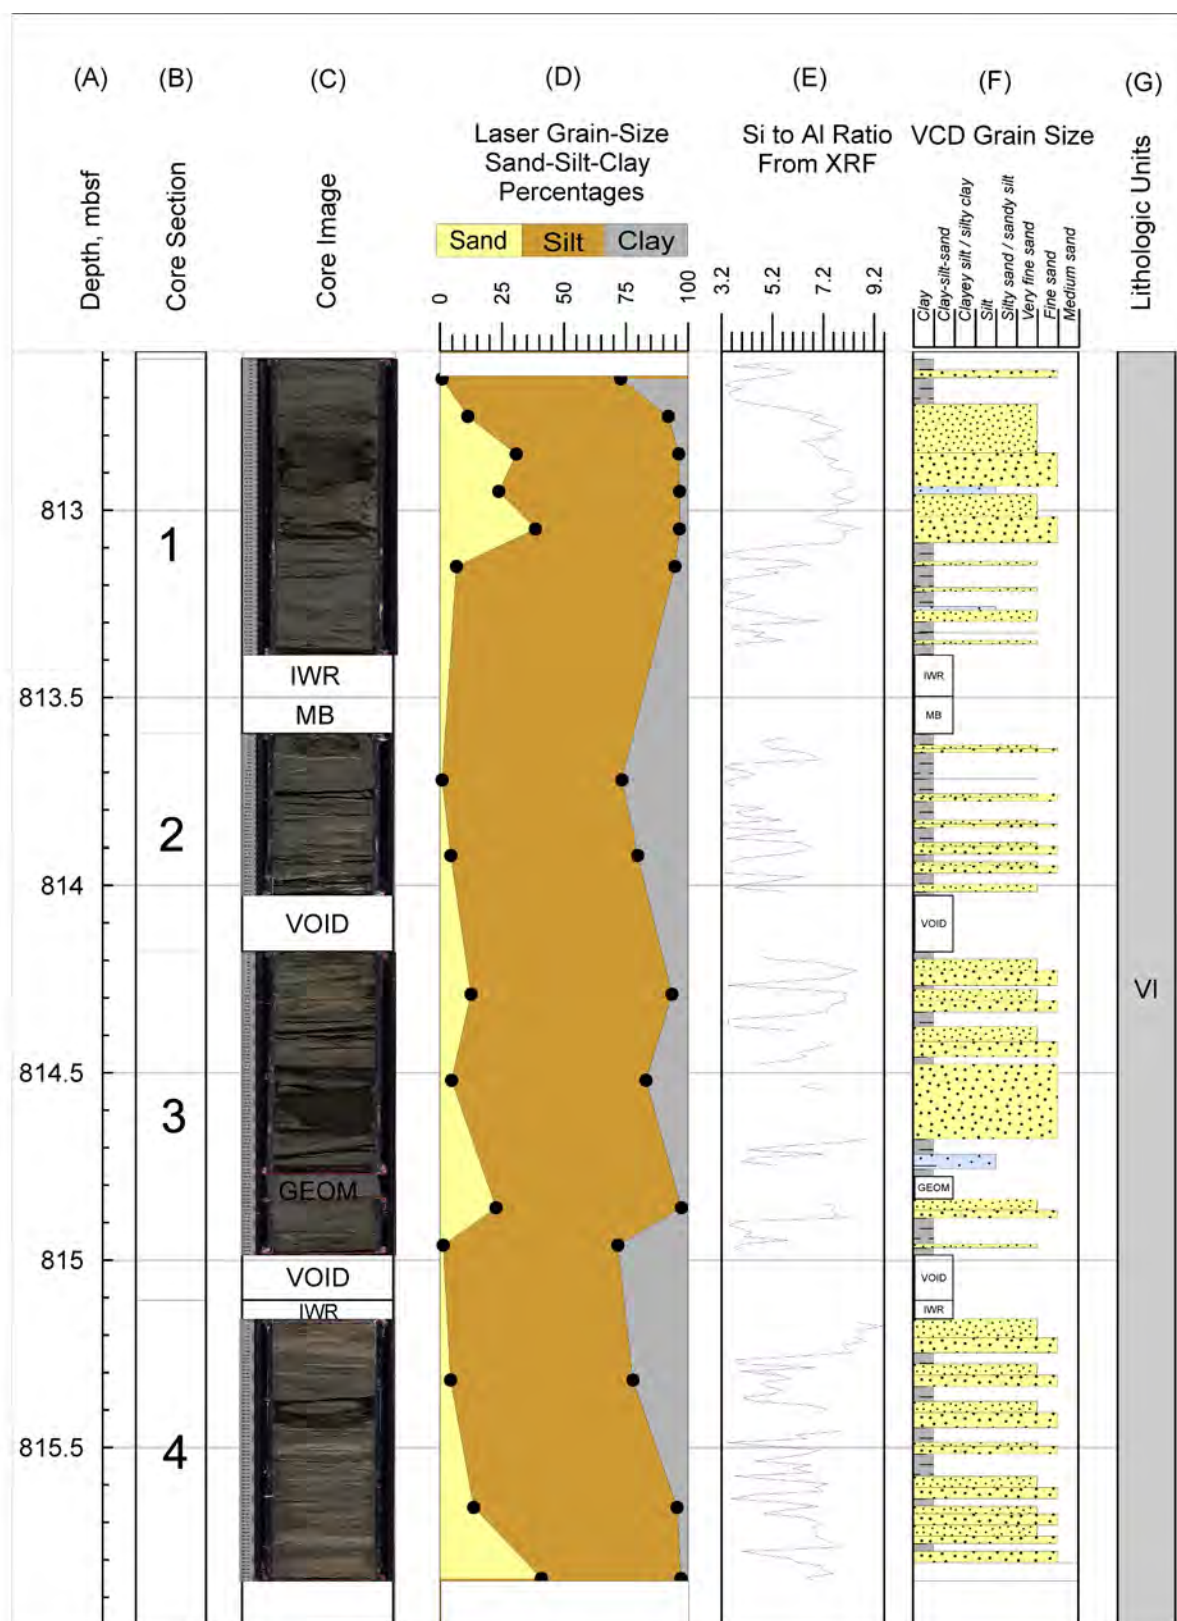 (A) (B) (C) (D) (E) (F) (G)
Depth, mbsf
Core Section
Core Image
Laser Grain-Size
Sand-Silt-Clay
Percentages
Sand Silt Clay
0 25 50 75 100
Si to Al Ratio
From XRF
3.2 5.2 7.2 9.2
VCD Grain Size
Clay
Clay-silt-sand
Clayey silt / silty clay
Silt
Silty sand / sandy silt
Very fine sand
Fine sand
Medium sand
Lithologic Units
813
1
IWR IWR
813.5
MB MB
2
814
VOID VOID
VI
814.5
3
GEOM GEOM
815
VOID VOID
IWR IWR
815.5
4